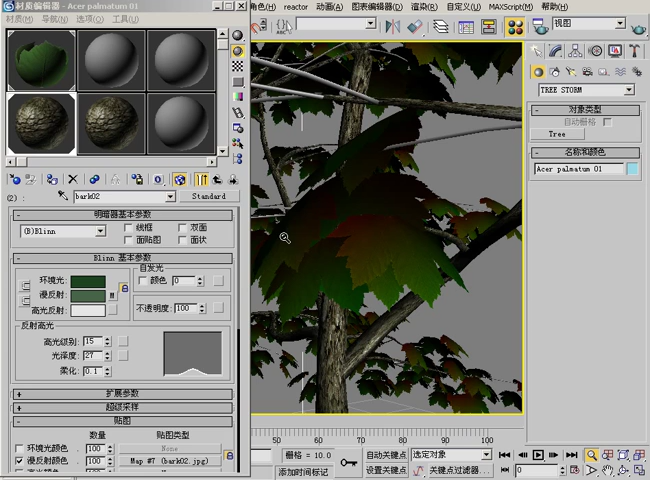 材质编辑器 - Acer palmatum 01
材质(M) 导航(N) 选项(O) 工具(U)
角色(H) reactor 动画(A) 图表编辑器(D) 渲染(R) 自定义(U) MAXScript(M) 帮助(H)
视图
TREE STORM
对象类型
自动栅格
Tree
名称和颜色
Acer palmatum 01
(2): bark02 Standard
明暗器基本参数
(B)Blinn 线框 双面
面贴图 面状
Blinn 基本参数
自发光
环境光: 颜色 0
漫反射: M
高光反射: 不透明度: 100
反射高光
高光级别: 15
光泽度: 27
柔化: 0.1
扩展参数
超级采样
贴图
数量 贴图类型
环境光颜色 100 None
漫反射颜色 100 Map #7 (bark02.jpg)
50 60 70 80 90 100
栅格 = 10.0 自动关键点 选定对象
添加时间标记 设置关键点 关键点过滤器... 0